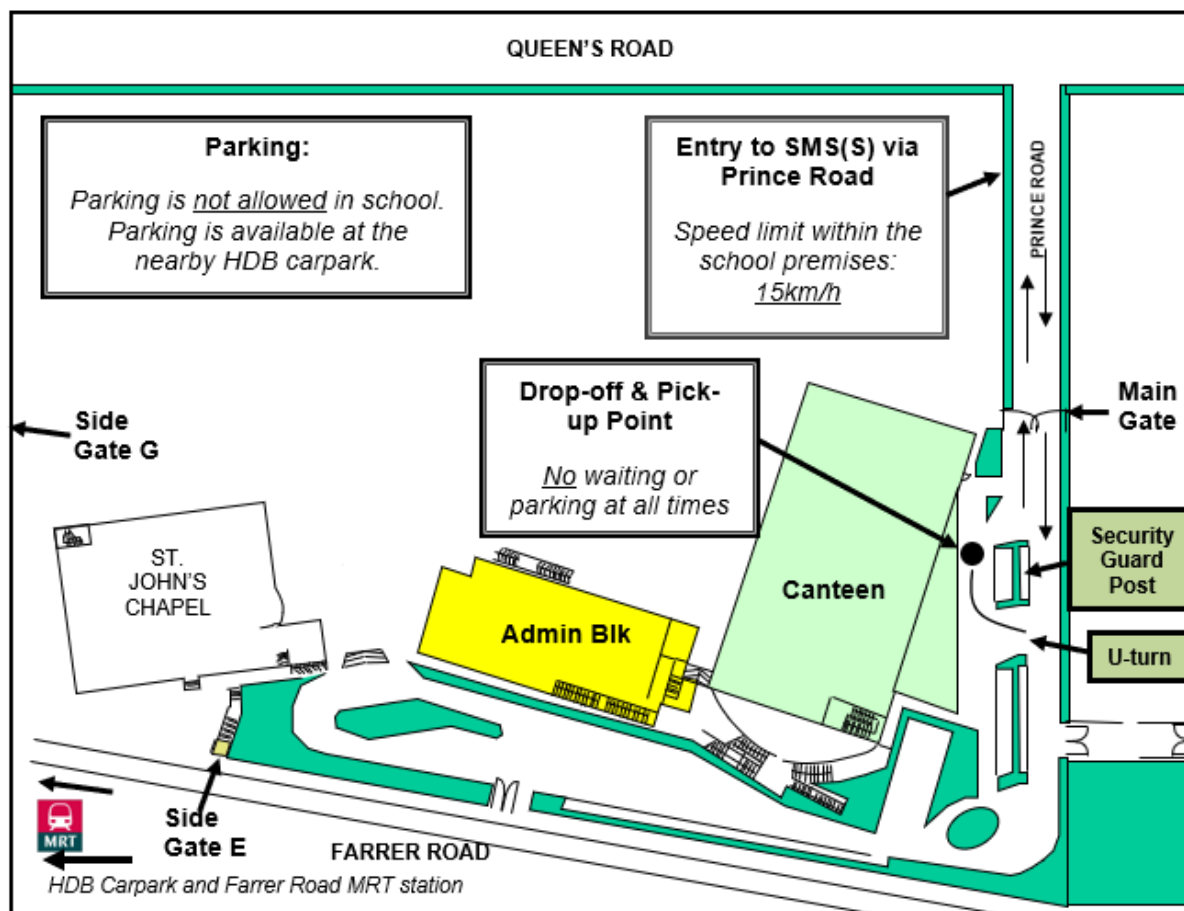 QUEEN'S ROAD
Parking:
Parking is not allowed in school.
Parking is available at the
nearby HDB carpark.
Entry to SMS(S) via
Prince Road
Speed limit within the
school premises:
15km/h
PRINCE ROAD
Drop-off & Pick-
up Point
No waiting or
parking at all times
Main
Gate
Side
Gate G
Security
Guard
Post
U-turn
ST.
JOHN'S
CHAPEL
Admin Blk
Canteen
Side
Gate E
MRT
FARRER ROAD
HDB Carpark and Farrer Road MRT station